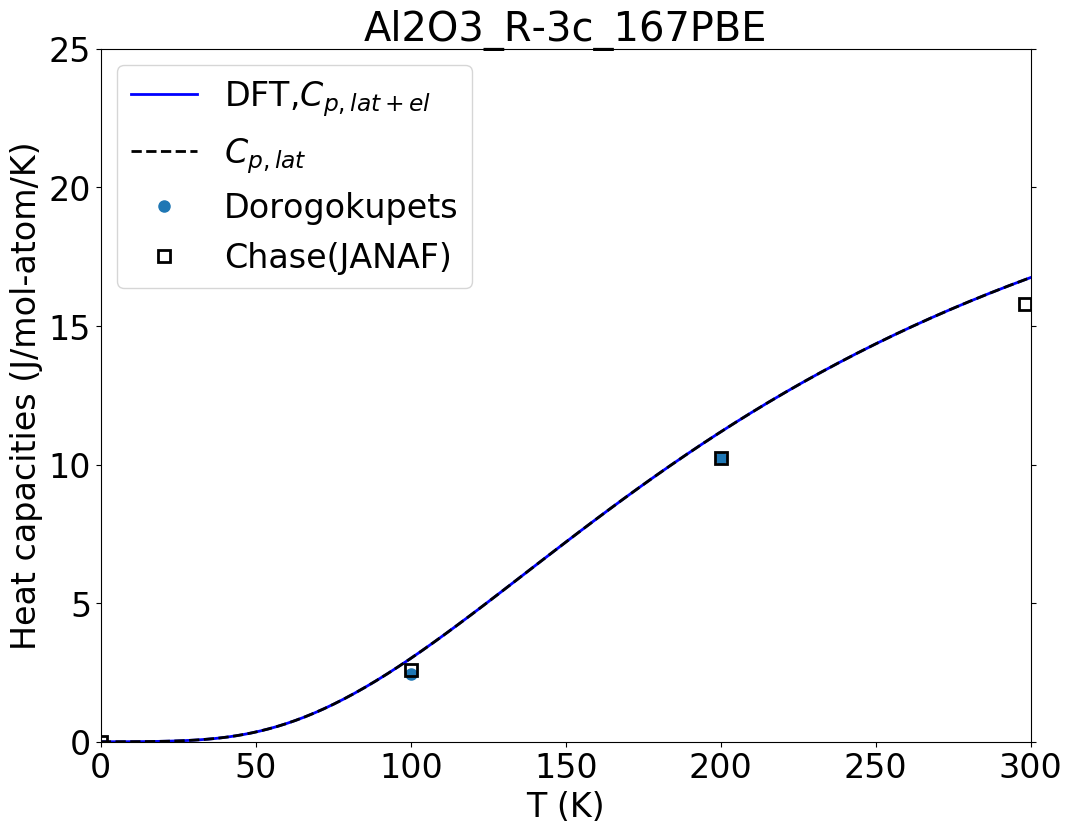 Al2O3_R-3c_167PBE
DFT,C_{p, lat + el}
C_{p, lat}
Dorogokupets
Chase(JANAF)
Heat capacities (J/mol-atom/K)
25
20
15
10
5
0
0 50 100 150 200 250 300
T (K)